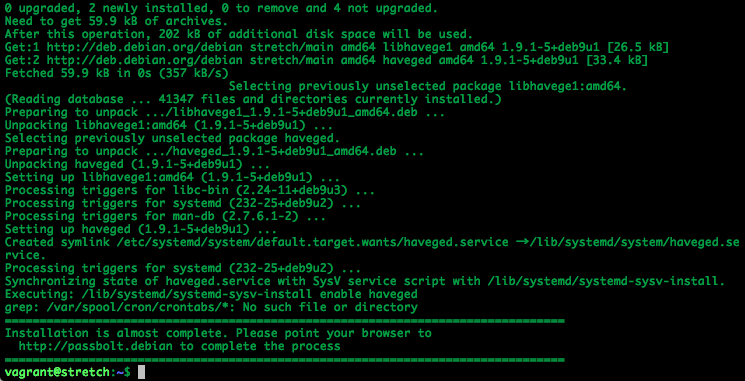 0 upgraded, 2 newly installed, 0 to remove and 4 not upgraded.
Need to get 59.9 kB of archives.
After this operation, 202 kB of additional disk space will be used.
Get:1 http://deb.debian.org/debian stretch/main amd64 libhavege1 amd64 1.9.1-5+deb9u1 [26.5 kB]
Get:2 http://deb.debian.org/debian stretch/main amd64 haveged amd64 1.9.1-5+deb9u1 [33.4 kB]
Fetched 59.9 kB in 0s (357 kB/s)
Selecting previously unselected package libhavege1:amd64.
(Reading database ... 41347 files and directories currently installed.)
Preparing to unpack .../libhavege1_1.9.1-5+deb9u1_amd64.deb ...
Unpacking libhavege1:amd64 (1.9.1-5+deb9u1) ...
Selecting previously unselected package haveged.
Preparing to unpack .../haveged_1.9.1-5+deb9u1_amd64.deb ...
Unpacking haveged (1.9.1-5+deb9u1) ...
Setting up libhavege1:amd64 (1.9.1-5+deb9u1) ...
Processing triggers for libc-bin (2.24-11+deb9u3) ...
Processing triggers for systemd (232-25+deb9u2) ...
Processing triggers for man-db (2.7.6.1-2) ...
Setting up haveged (1.9.1-5+deb9u1) ...
Created symlink /etc/systemd/system/default.target.wants/haveged.service →/lib/systemd/system/haveged.se
rvice.
Processing triggers for systemd (232-25+deb9u2) ...
Synchronizing state of haveged.service with SysV service script with /lib/systemd/systemd-sysv-install.
Executing: /lib/systemd/systemd-sysv-install enable haveged
grep: /var/spool/cron/crontabs/*: No such file or directory
================================================================================
Installation is almost complete. Please point your browser to
http://passbolt.debian to complete the process
================================================================================
vagrant@stretch:~$